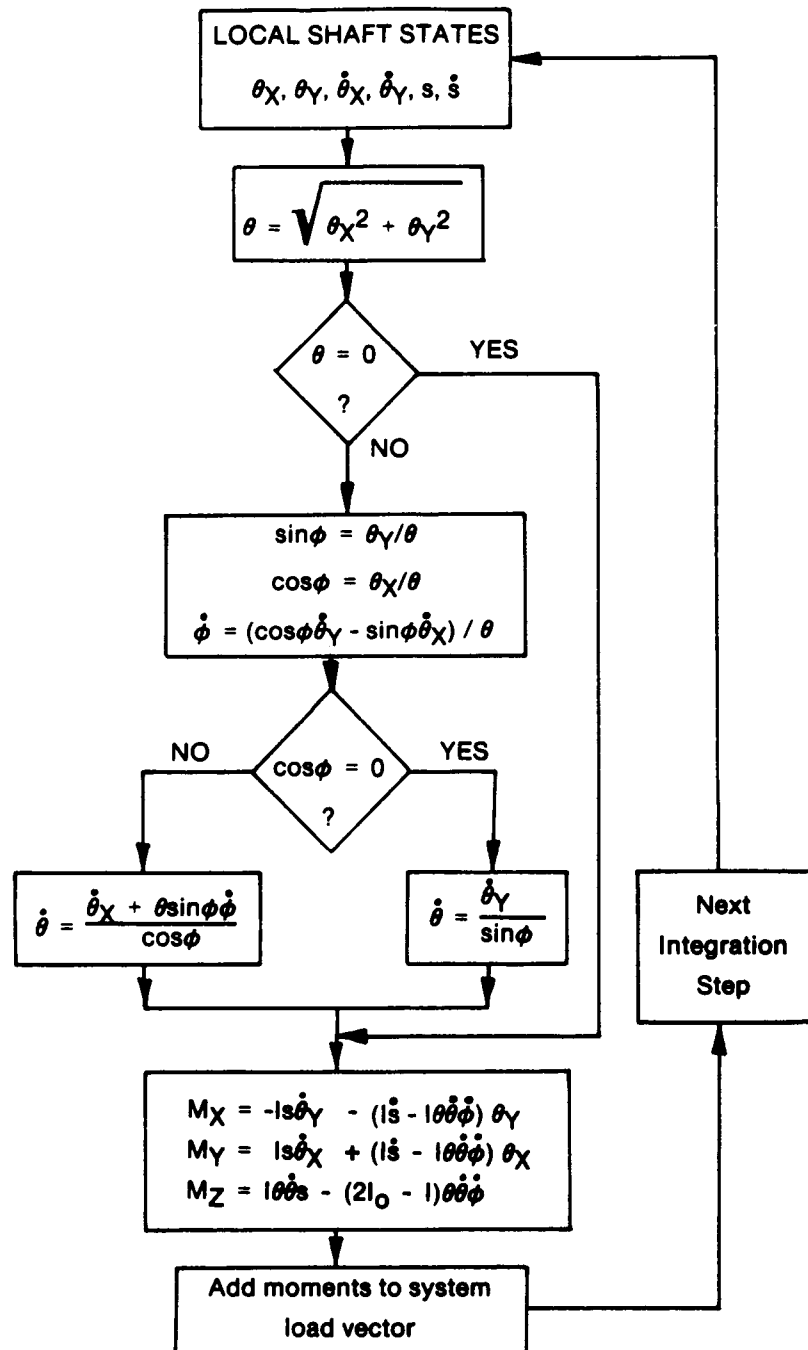 LOCAL SHAFT STATES
θX, θY, θ̇X, θ̇Y, s, ṡ
θ = √θX² + θY²
θ = 0
?
YES
NO
sinϕ = θY/θ
cosϕ = θX/θ
ϕ̇ = (cosϕθ̇Y - sinϕθ̇X) / θ
NO
YES
cosϕ = 0
?
θ̇ = θ̇X + θsinϕϕ̇
cosϕ
θ̇ = θ̇Y
sinϕ
Next
Integration
Step
MX = -Isθ̇Y - (Iṡ - Iθθ̇ϕ̇) θY
MY = Isθ̇X + (Iṡ - Iθθ̇ϕ̇) θX
MZ = Iθθ̇s - (2Io - I)θθ̇ϕ̇
Add moments to system
load vector